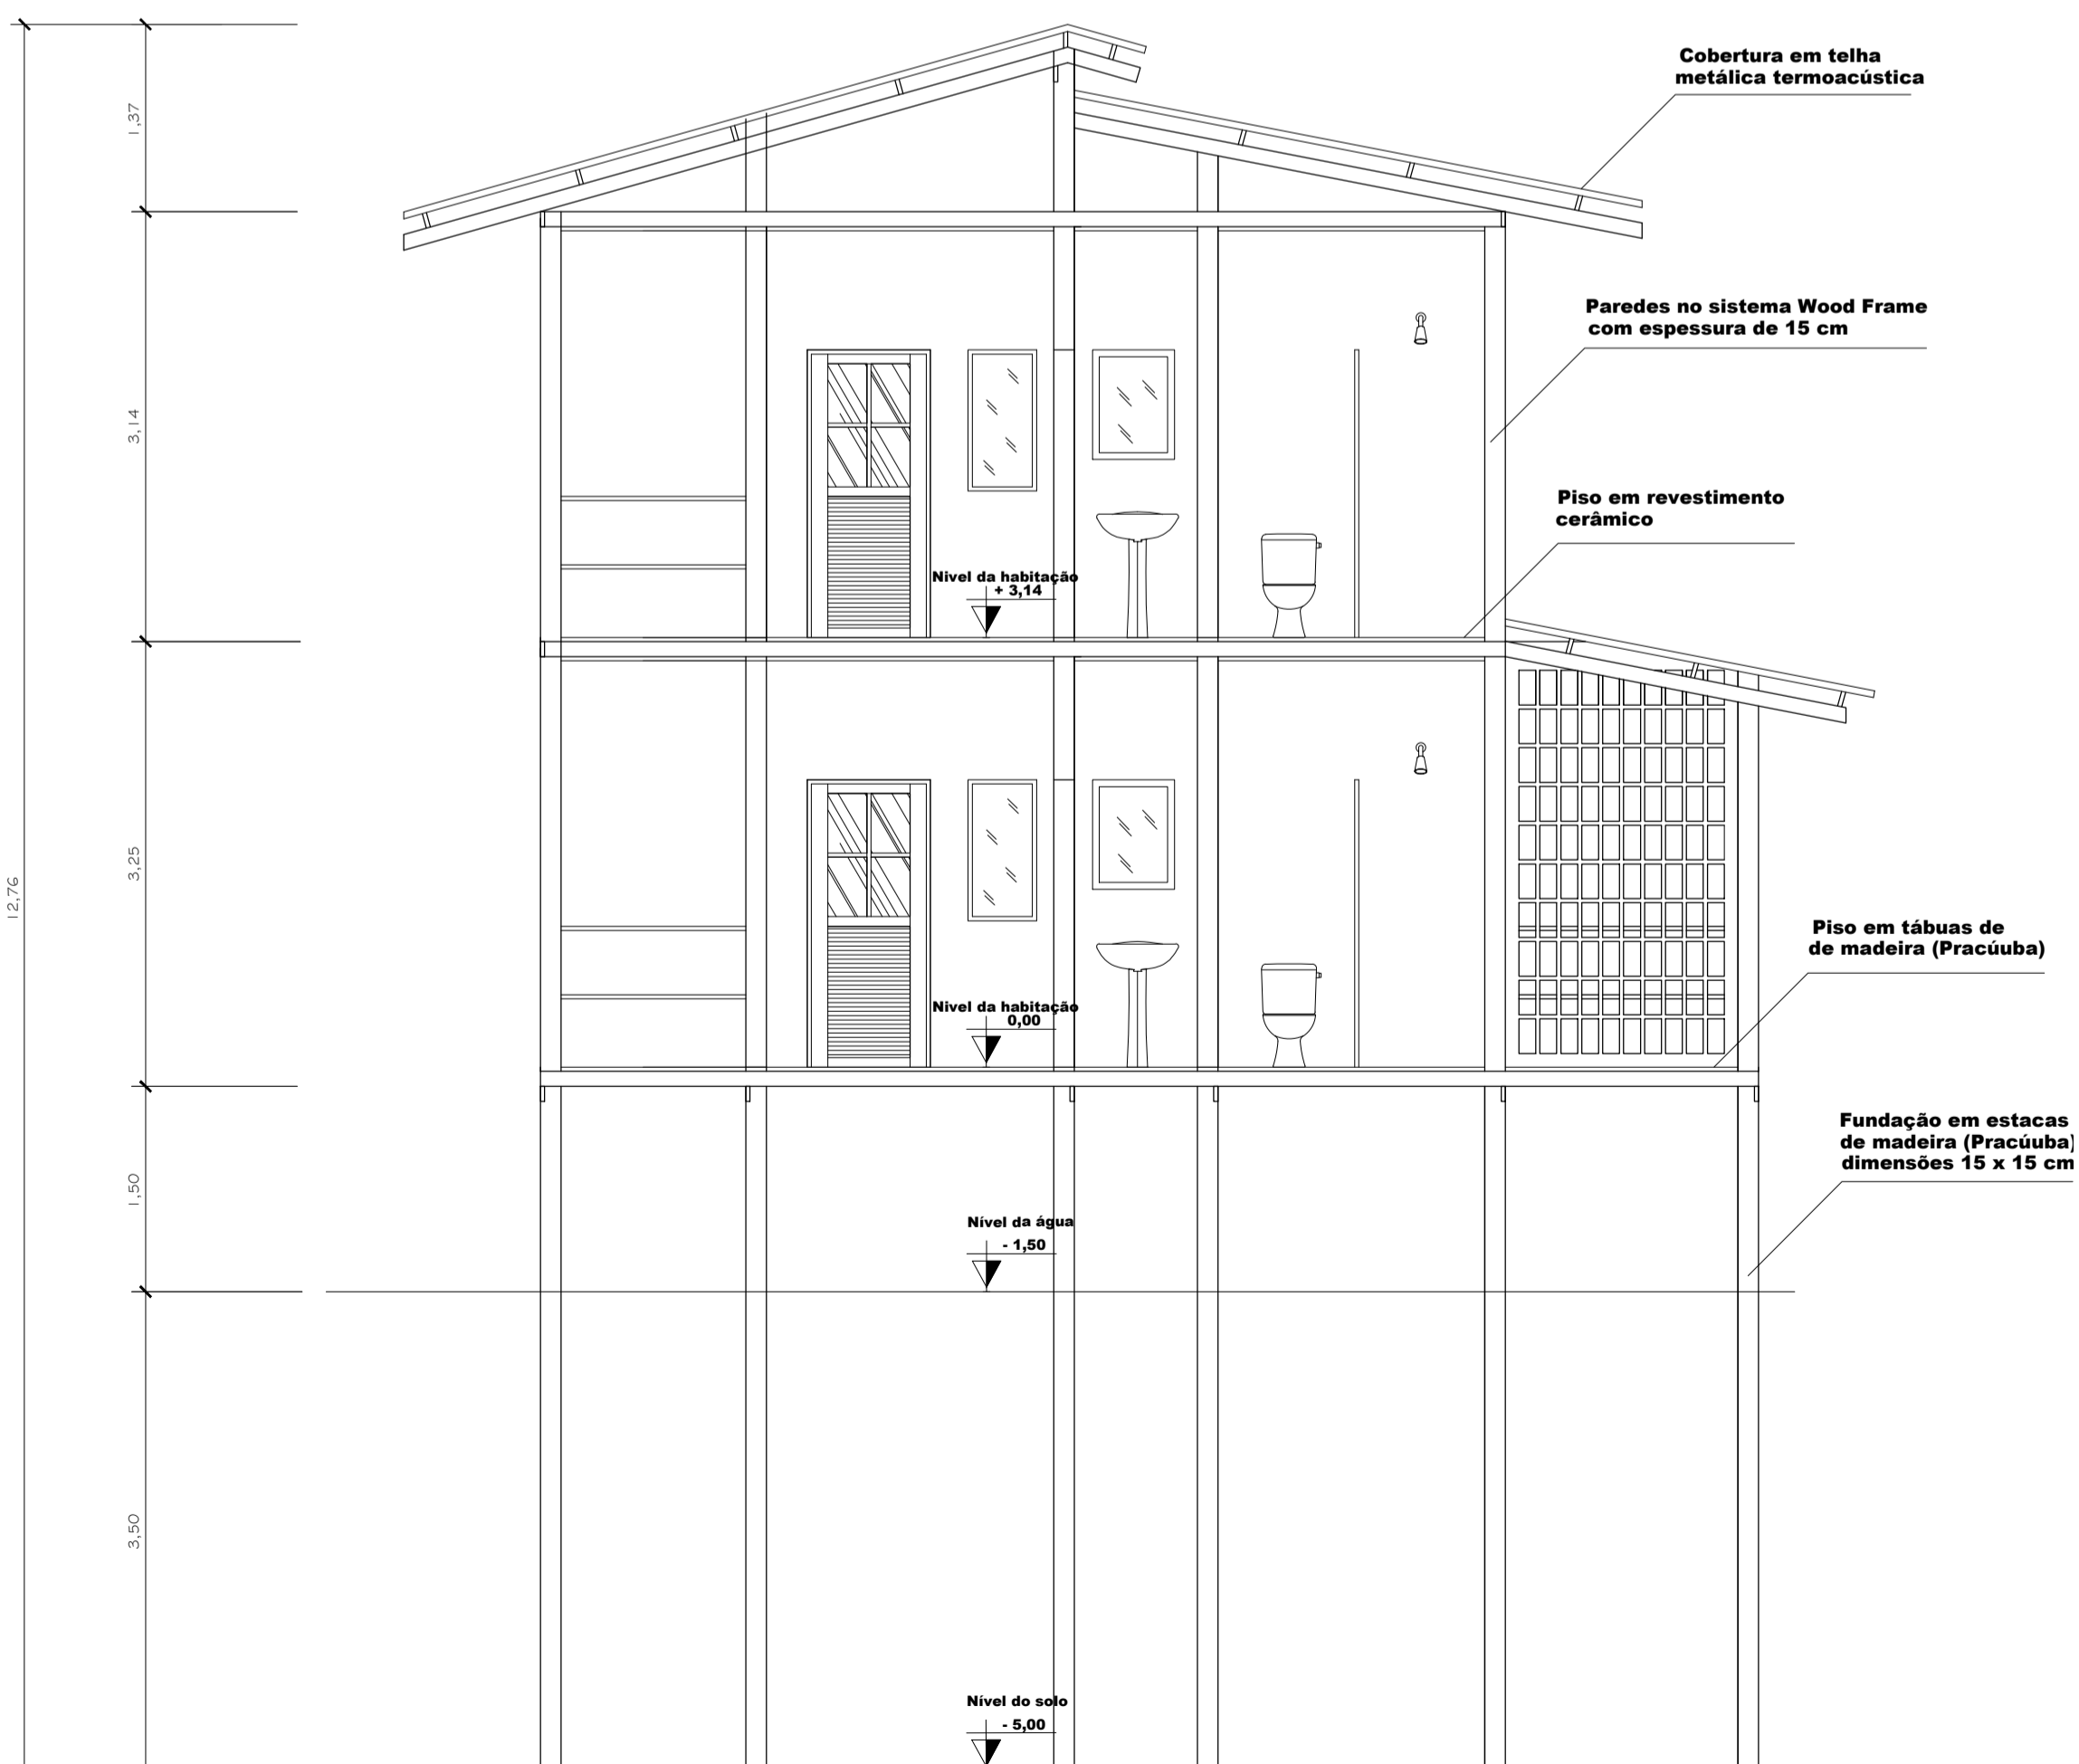 Cobertura em telha
metálica termoacústica
1,37
Paredes no sistema Wood Frame
com espessura de 15 cm
3,14
Piso em revestimento
cerâmico
Nivel da habitação
+ 3,14
3,25
12,76
Piso em tábuas de
de madeira (Pracúuba)
Nivel da habitação
0,00
Fundação em estacas
de madeira (Pracúuba)
dimensões 15 x 15 cm
1,50
Nível da água
- 1,50
3,50
Nível do solo
- 5,00